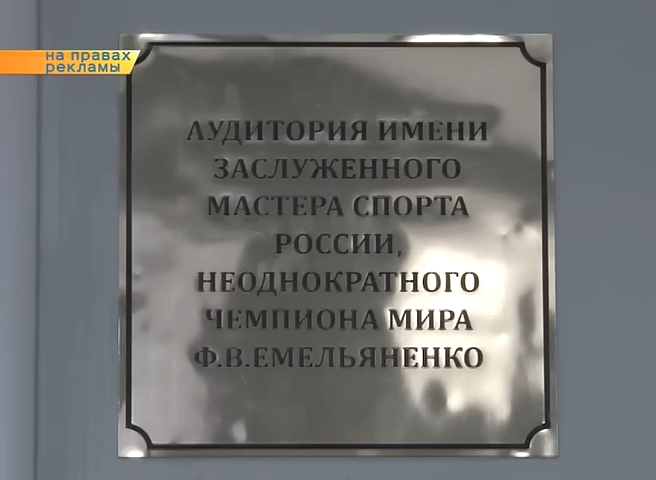 на правах
рекламы
АУДИТОРИЯ ИМЕНИ
ЗАСЛУЖЕННОГО
МАСТЕРА СПОРТА
РОССИИ,
НЕОДНОКРАТНОГО
ЧЕМПИОНА МИРА
Ф.В.ЕМЕЛЬЯНЕНКО